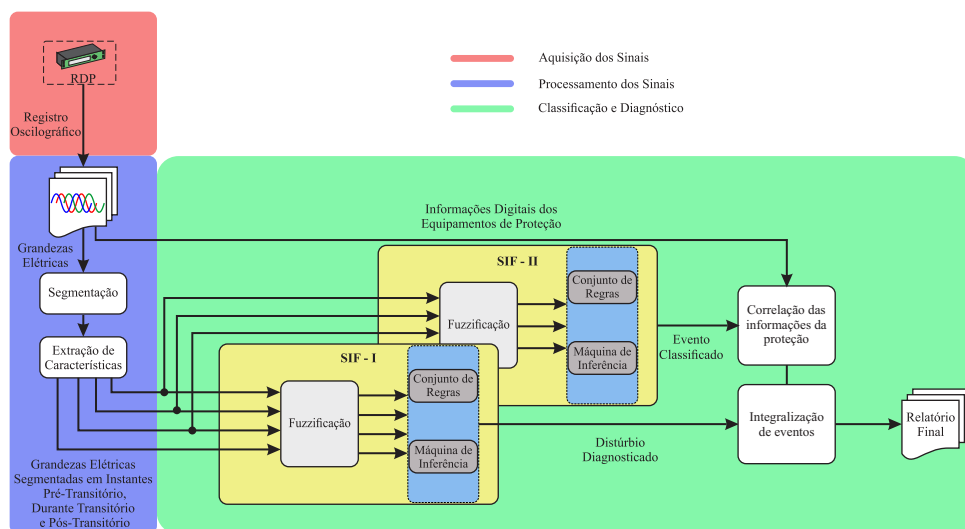 RDP
Registro
Oscilográfico
Aquisição dos Sinais
Processamento dos Sinais
Classificação e Diagnóstico
Grandezas
Elétricas
Segmentação
Extração de
Características
Grandezas Elétricas
Segmentadas em Instantes
Pré-Transitório,
Durante Transitório
e Pós-Transitório
Informações Digitais dos
Equipamentos de Proteção
SIF - II
Fuzzificação
Conjunto de
Regras
Máquina de
Inferência
SIF - I
Fuzzificação
Conjunto de
Regras
Máquina de
Inferência
Evento
Classificado
Correlação das
informações da
proteção
Distúrbio
Diagnosticado
Integralização
de eventos
Relatório
Final